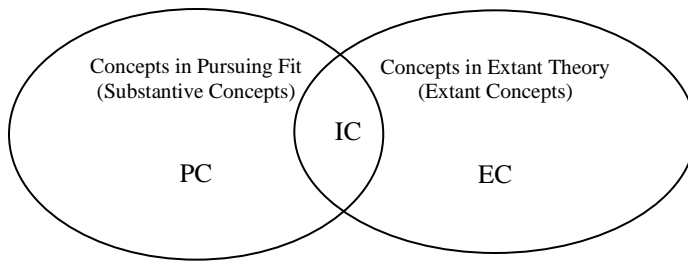 Concepts in Pursuing Fit
(Substantive Concepts)
Concepts in Extant Theory
(Extant Concepts)
IC
PC
EC